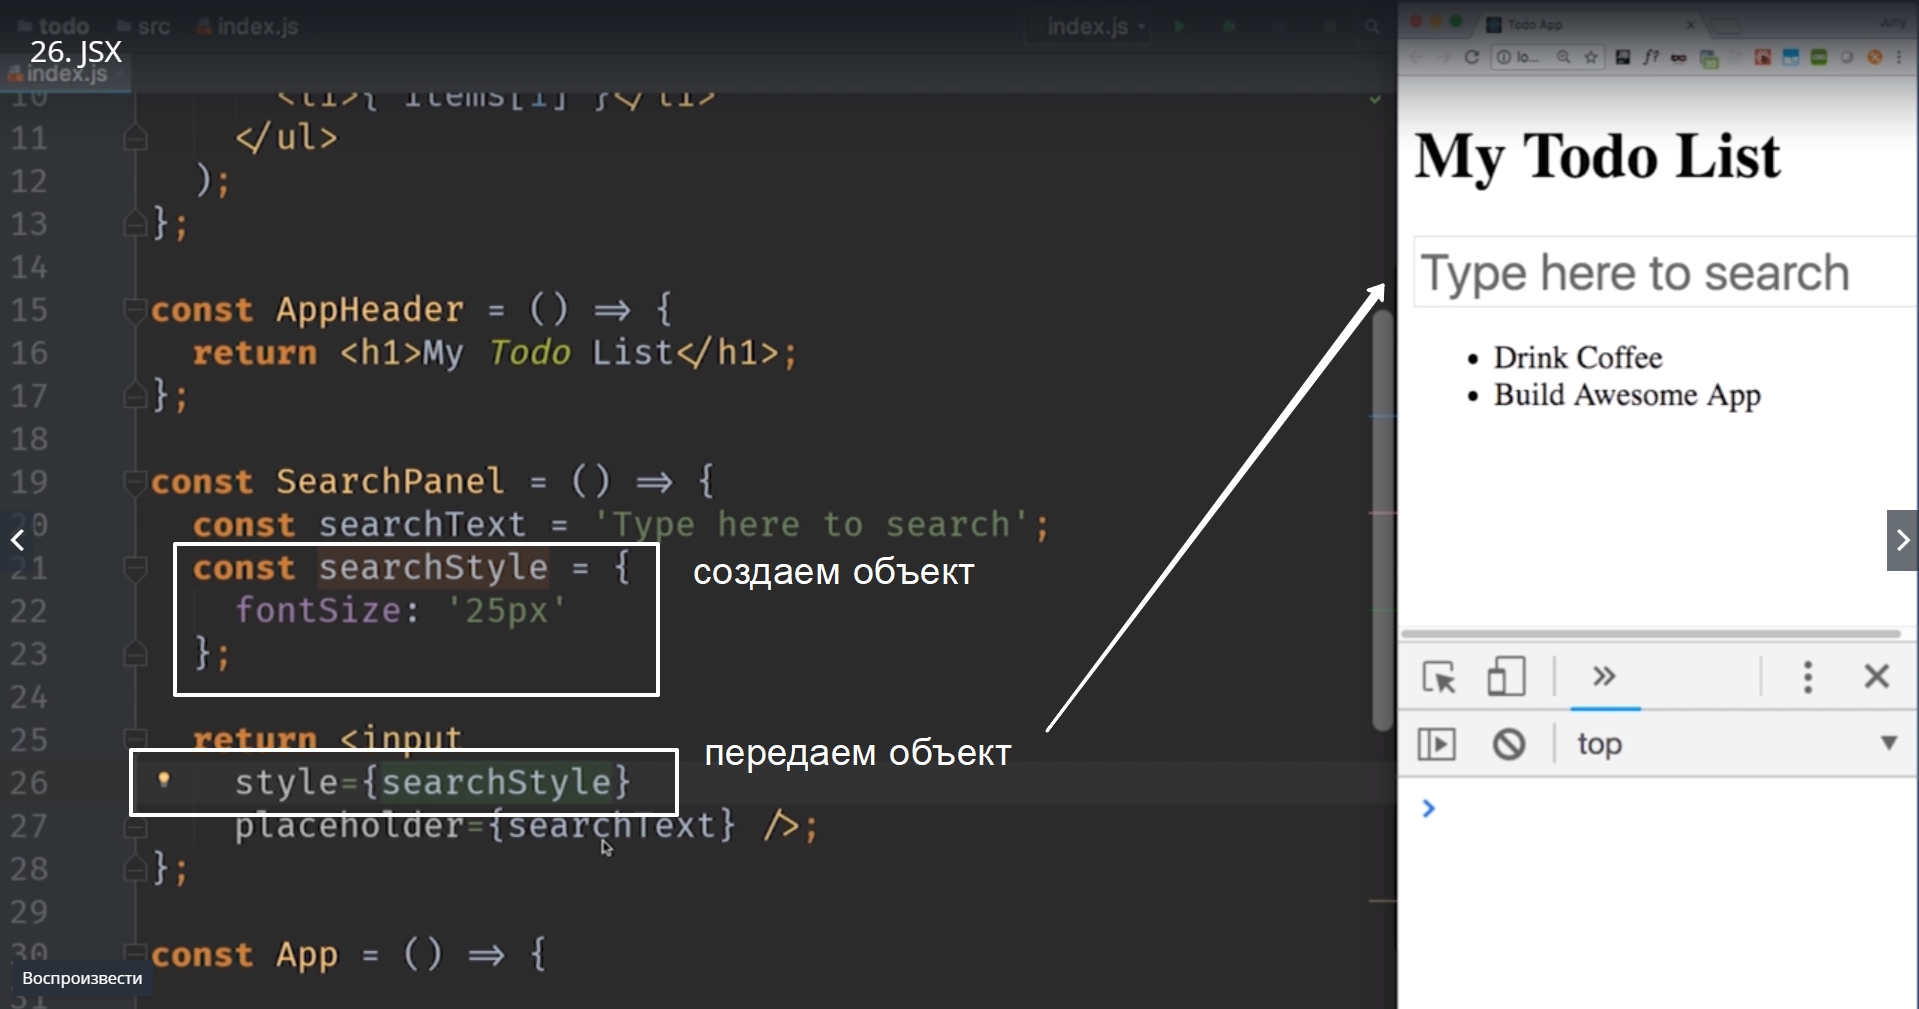 todo src index.js
index.js
26. JSX
index.js
10 <li>{ items[1] }</li>
11 </ul>
12 );
13 };
14
15 const AppHeader = () => {
16 return <h1>My Todo List</h1>;
17 };
18
19 const SearchPanel = () => {
20 const searchText = 'Type here to search';
21 const searchStyle = {
создаем объект
22 fontSize: '25px'
23 };
24
25 return <input
26 style={searchStyle}
передаем объект
27 placeholder={searchText} />;
28 };
29
30 const App = () => {
31
Воспроизвести
Todo App
Juriy
lo...
f?
My Todo List
Type here to search
• Drink Coffee
• Build Awesome App
top